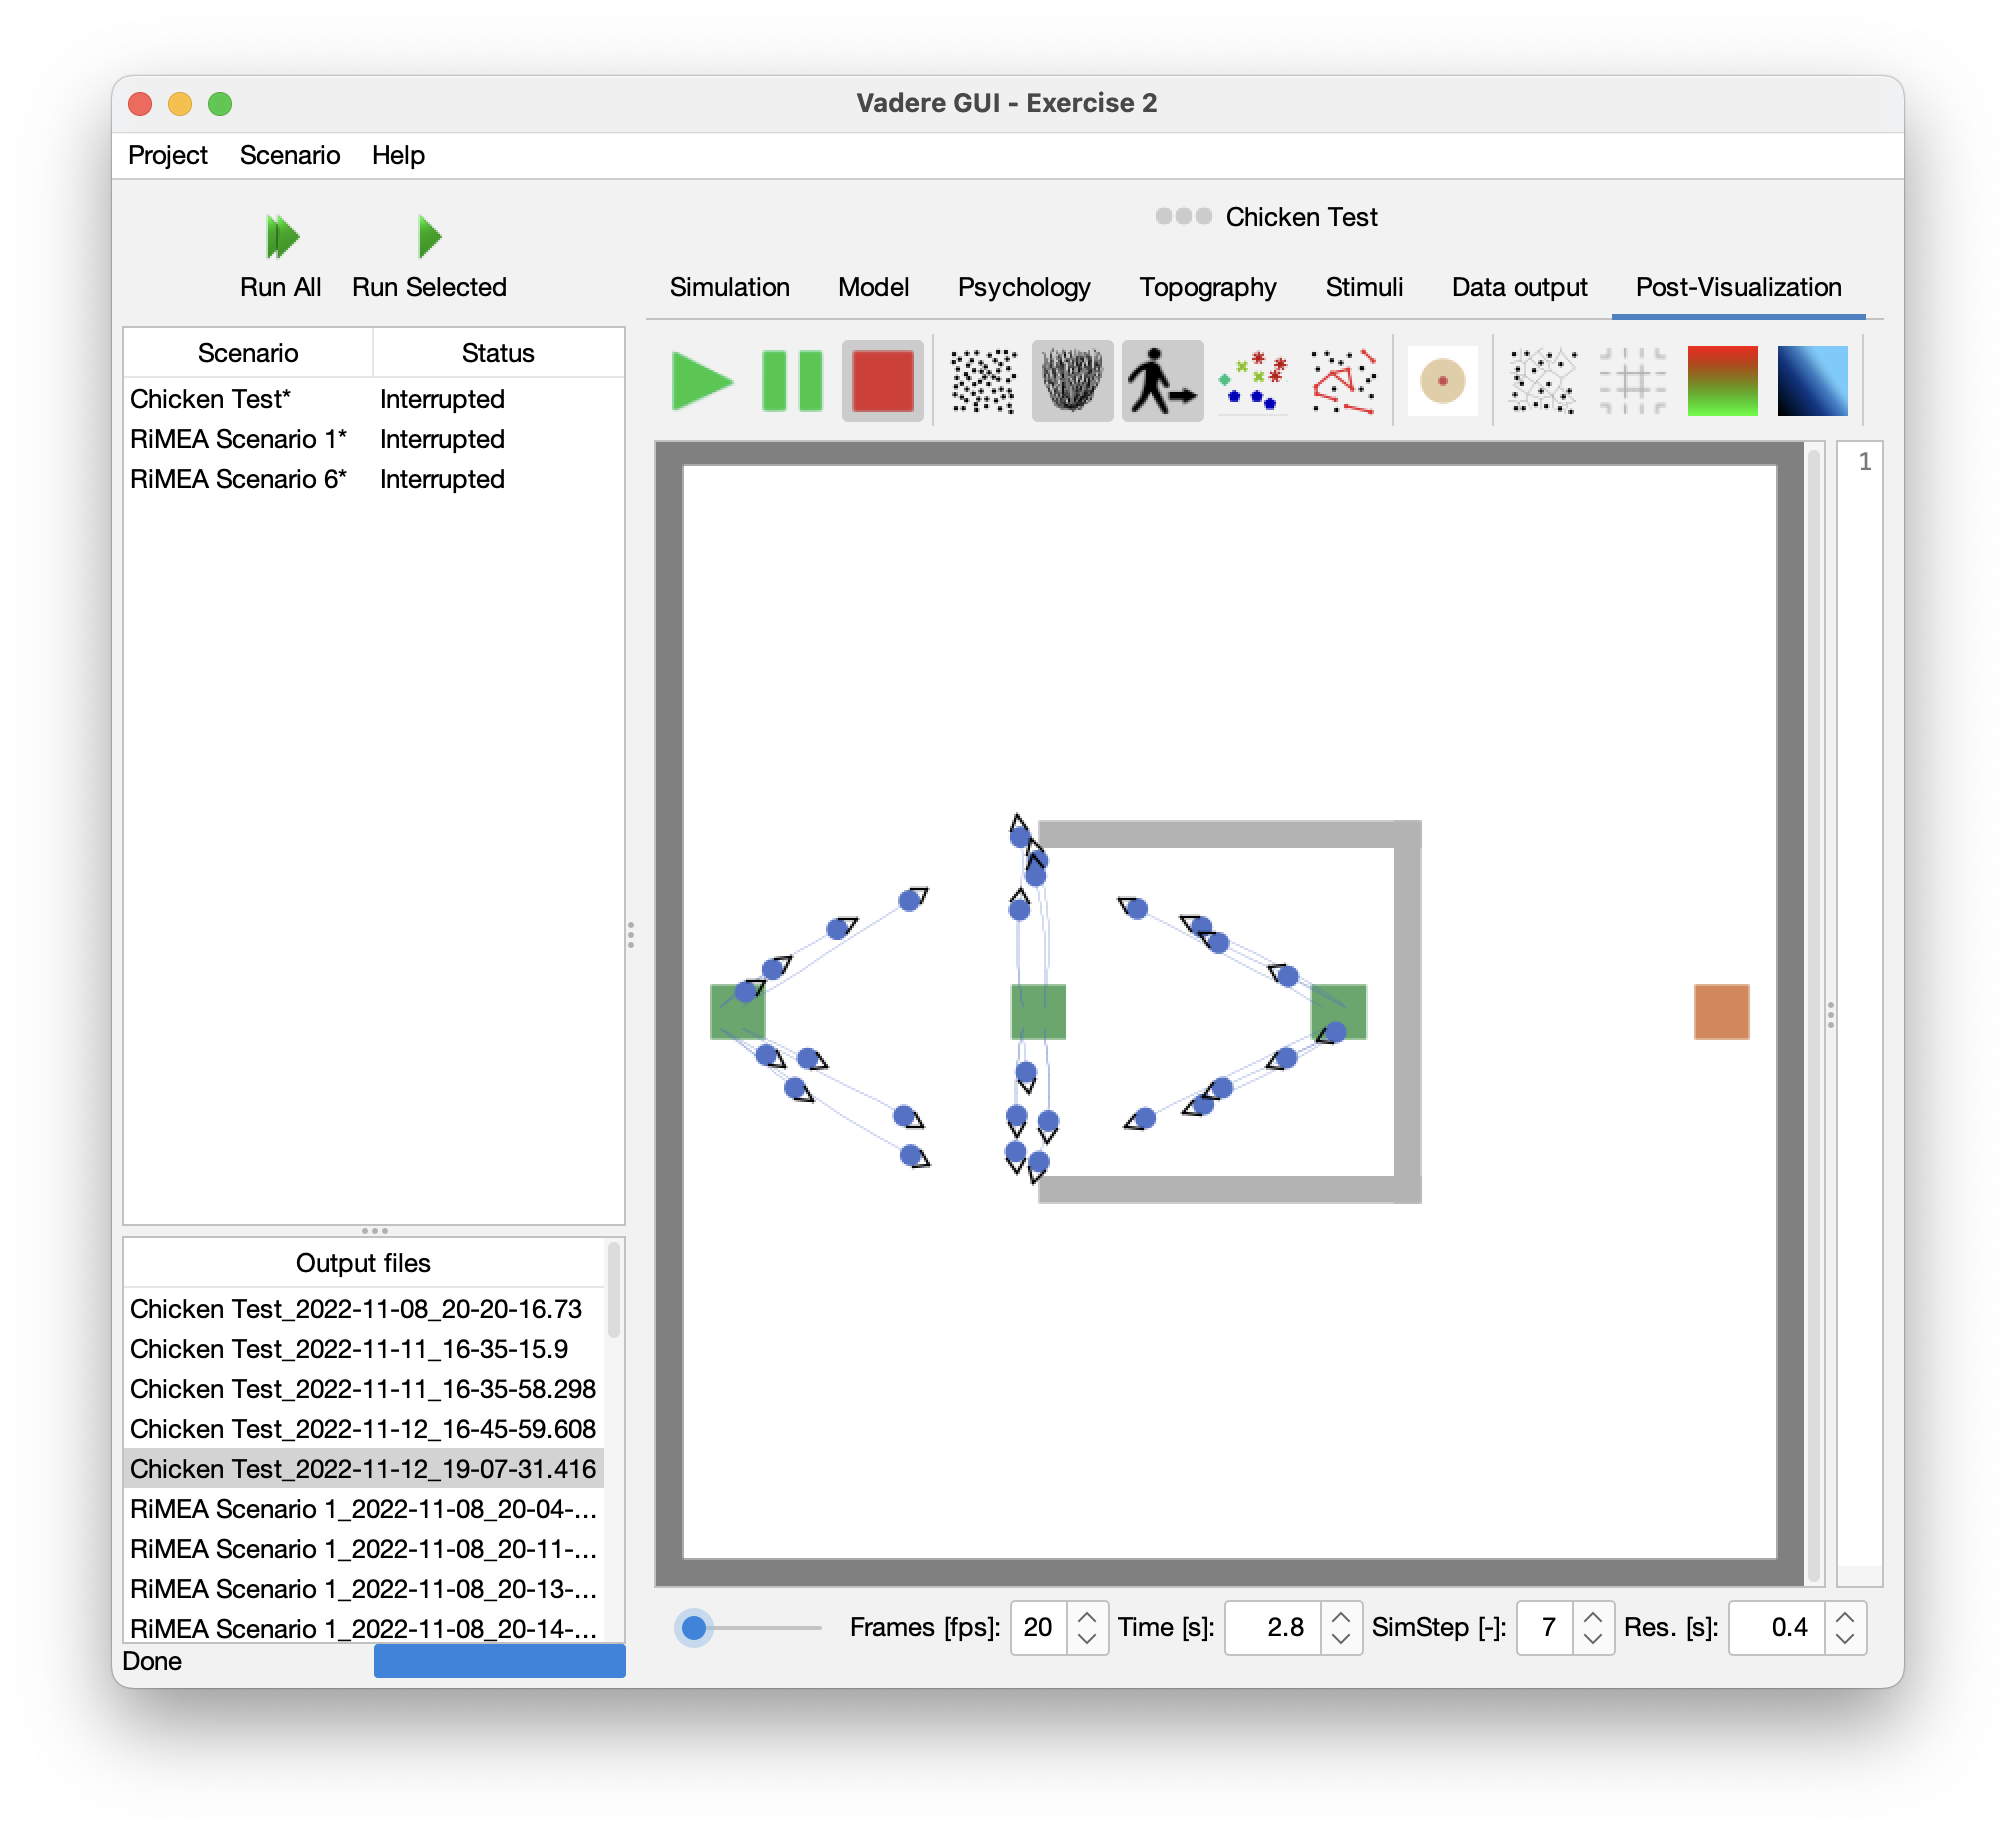 Vadere GUI - Exercise 2
Project Scenario Help
Run All Run Selected
Chicken Test
Simulation Model Psychology Topography Stimuli Data output Post-Visualization
Scenario Status
Chicken Test* Interrupted
RiMEA Scenario 1* Interrupted
RiMEA Scenario 6* Interrupted
1
Output files
Chicken Test_2022-11-08_20-20-16.73
Chicken Test_2022-11-11_16-35-15.9
Chicken Test_2022-11-11_16-35-58.298
Chicken Test_2022-11-12_16-45-59.608
Chicken Test_2022-11-12_19-07-31.416
RiMEA Scenario 1_2022-11-08_20-04-...
RiMEA Scenario 1_2022-11-08_20-11-...
RiMEA Scenario 1_2022-11-08_20-13-...
RiMEA Scenario 1_2022-11-08_20-14-...
Done
Frames [fps]: 20 Time [s]: 2.8 SimStep [-]: 7 Res. [s]: 0.4